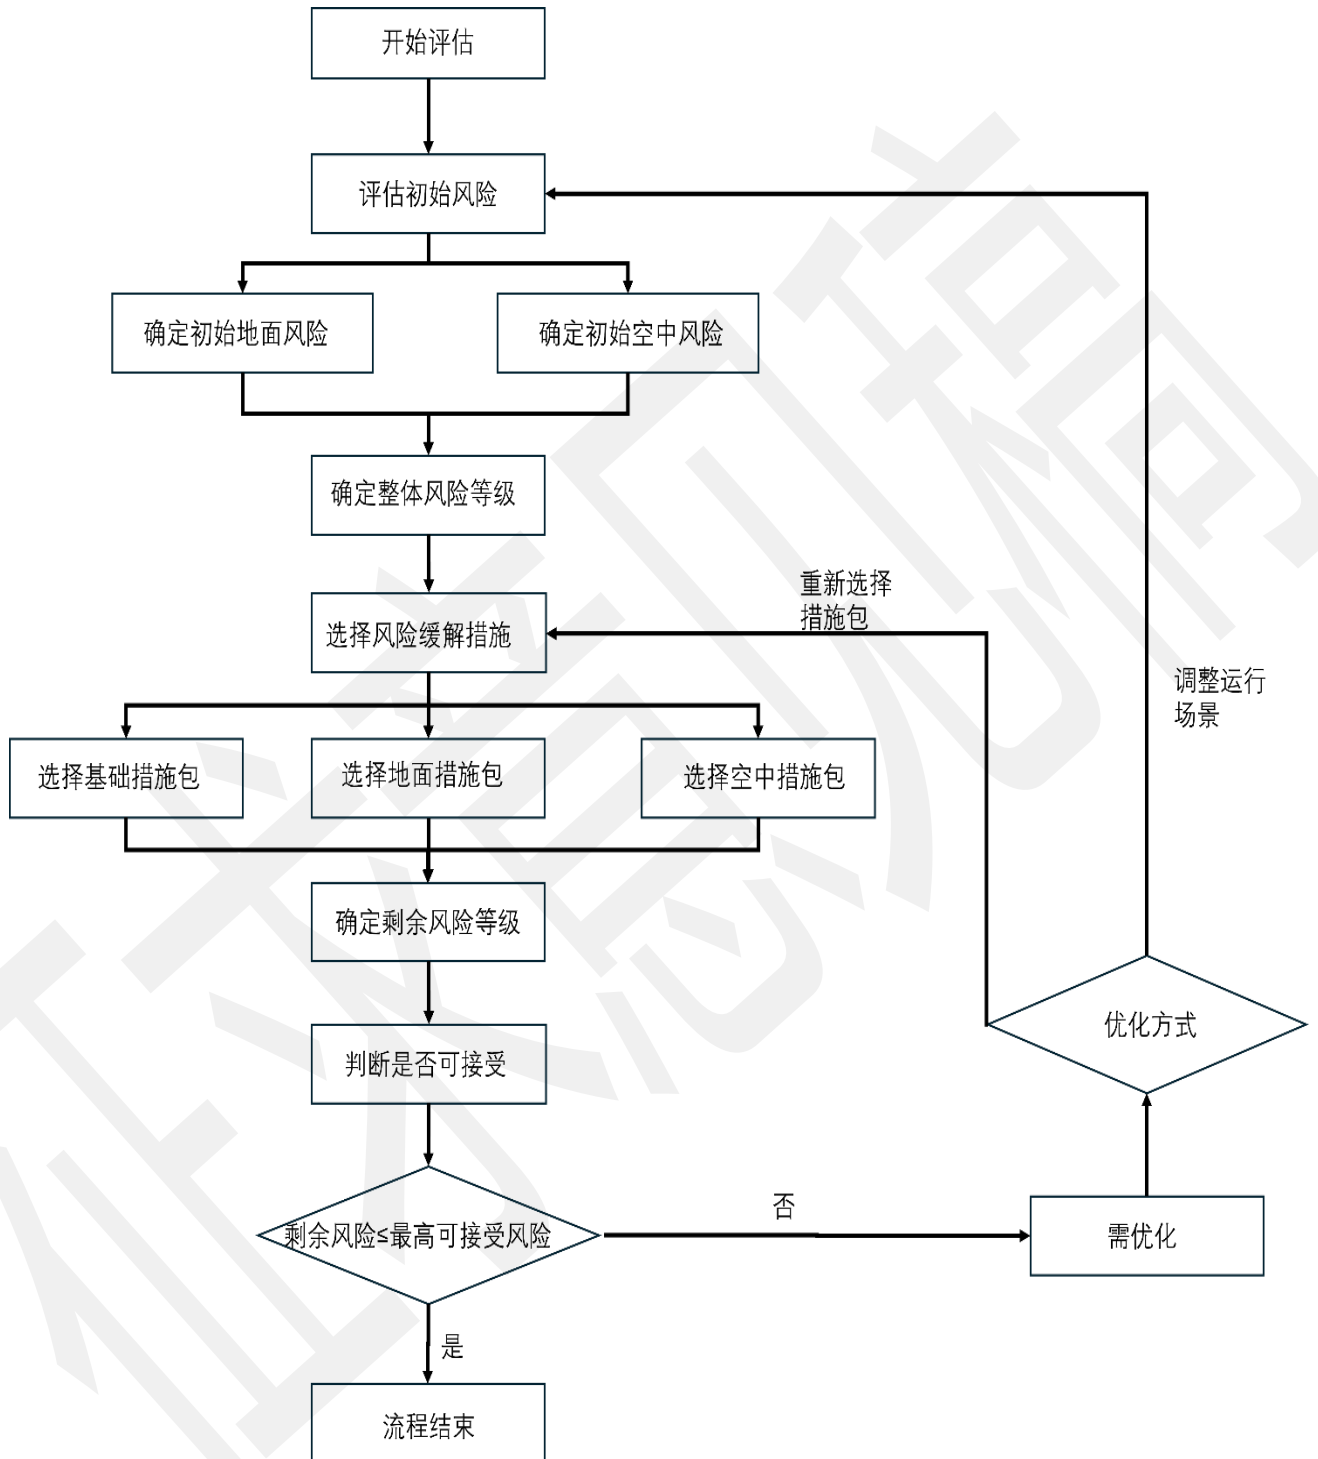 开始评估
评估初始风险
确定初始地面风险
确定初始空中风险
确定整体风险等级
选择风险缓解措施
重新选择
措施包
调整运行
场景
选择基础措施包
选择地面措施包
选择空中措施包
确定剩余风险等级
优化方式
判断是否可接受
剩余风险≤最高可接受风险
否
需优化
是
流程结束
征求意见稿